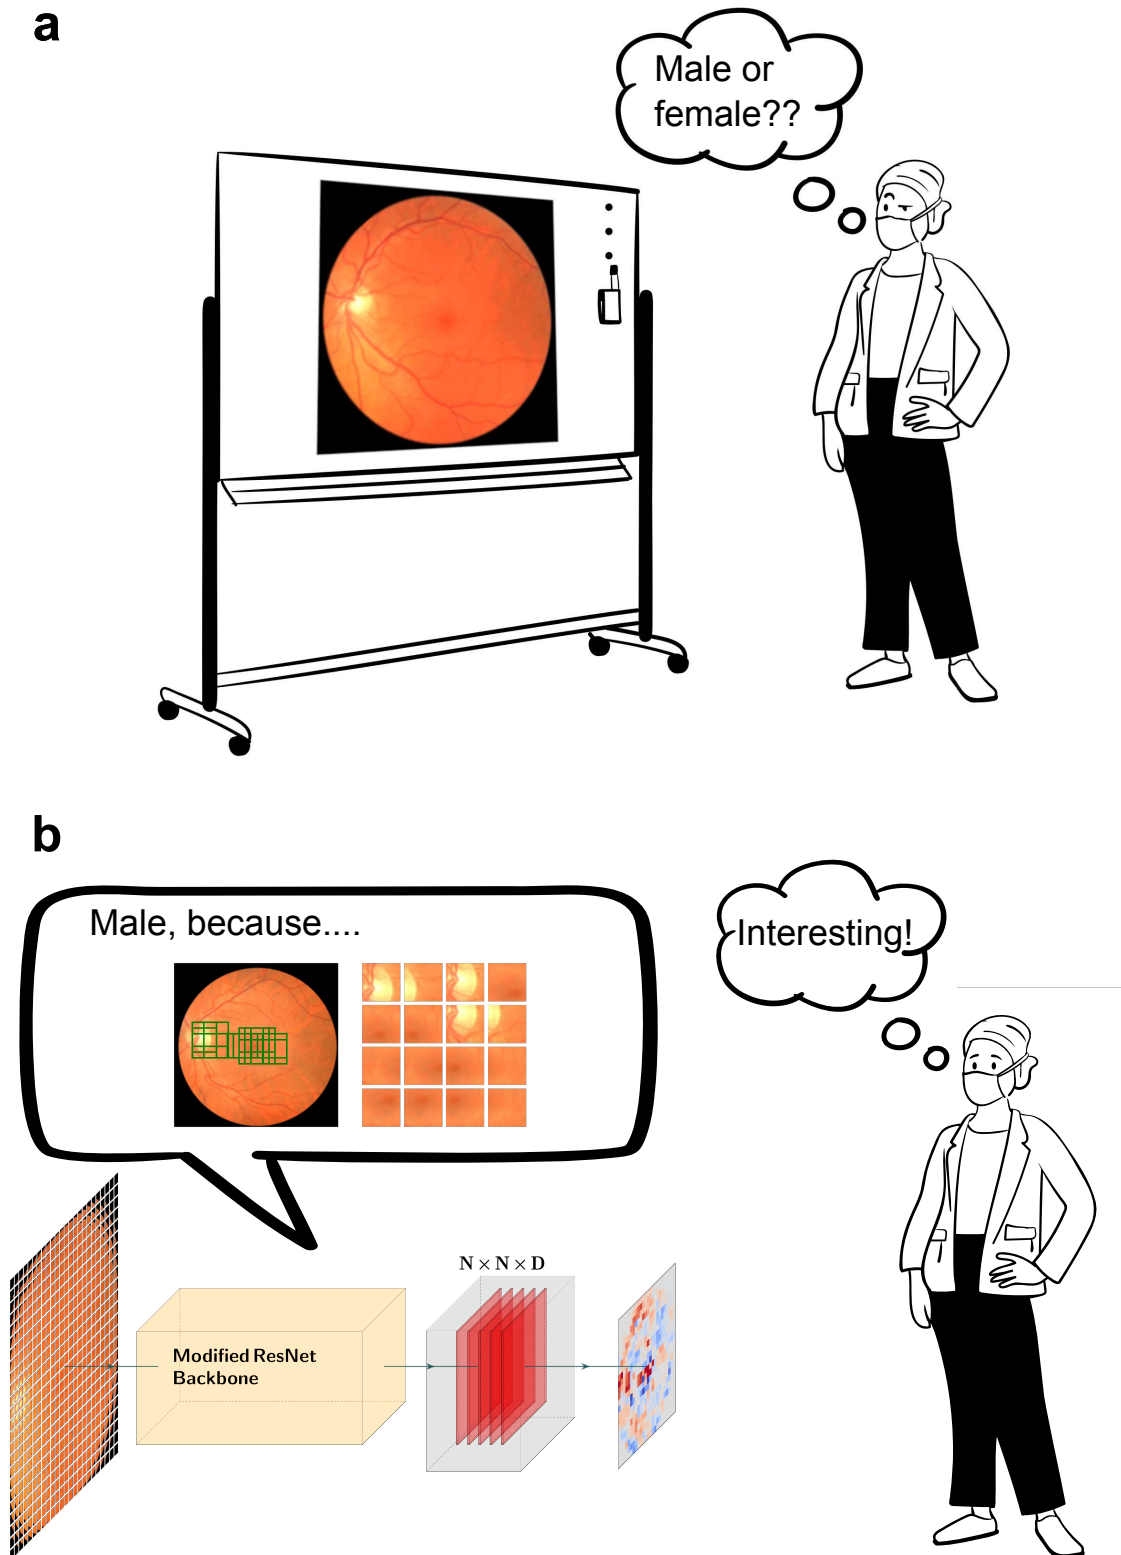 a
Male or
female??
b
Male, because....
Interesting!
N × N × D
Modified ResNet
Backbone